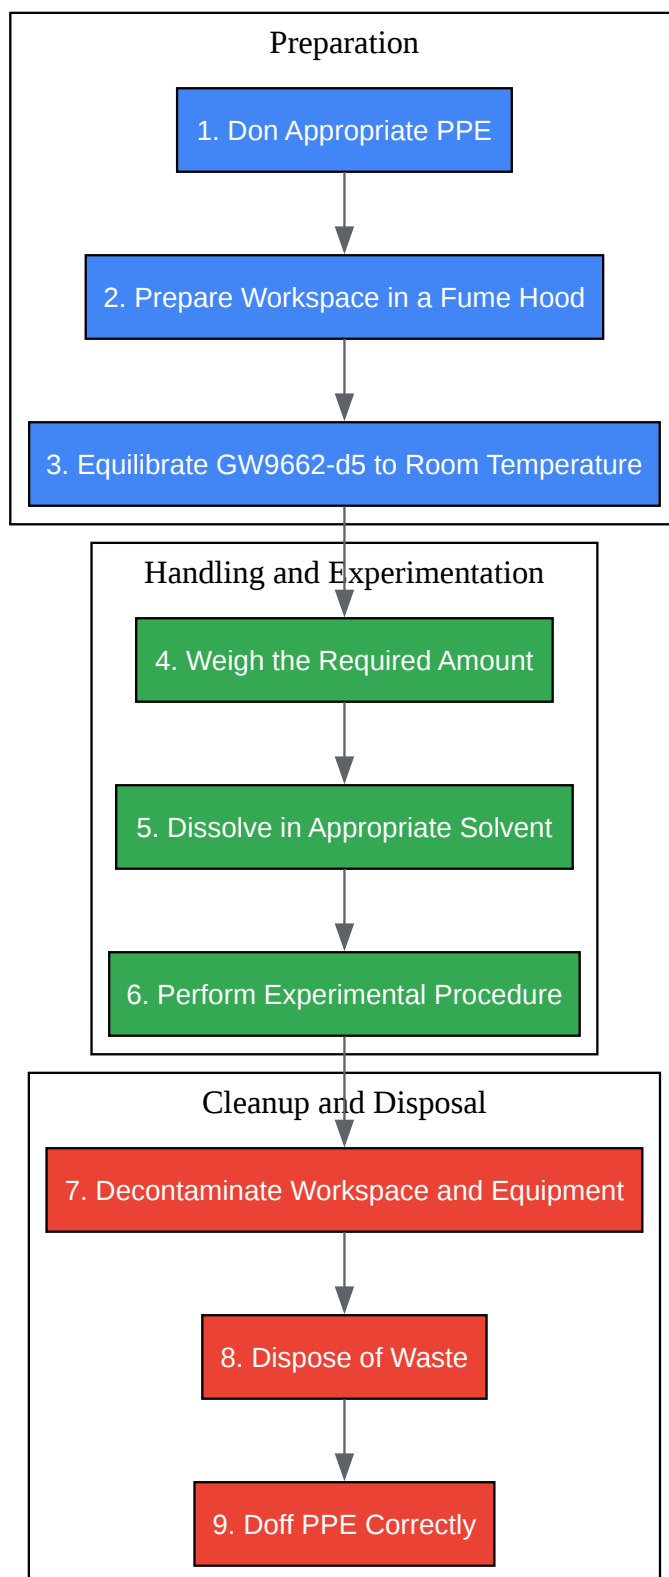 Preparation
1. Don Appropriate PPE
2. Prepare Workspace in a Fume Hood
3. Equilibrate GW9662-d5 to Room Temperature
Handling and Experimentation
4. Weigh the Required Amount
5. Dissolve in Appropriate Solvent
6. Perform Experimental Procedure
Cleanup and Disposal
7. Decontaminate Workspace and Equipment
8. Dispose of Waste
9. Doff PPE Correctly